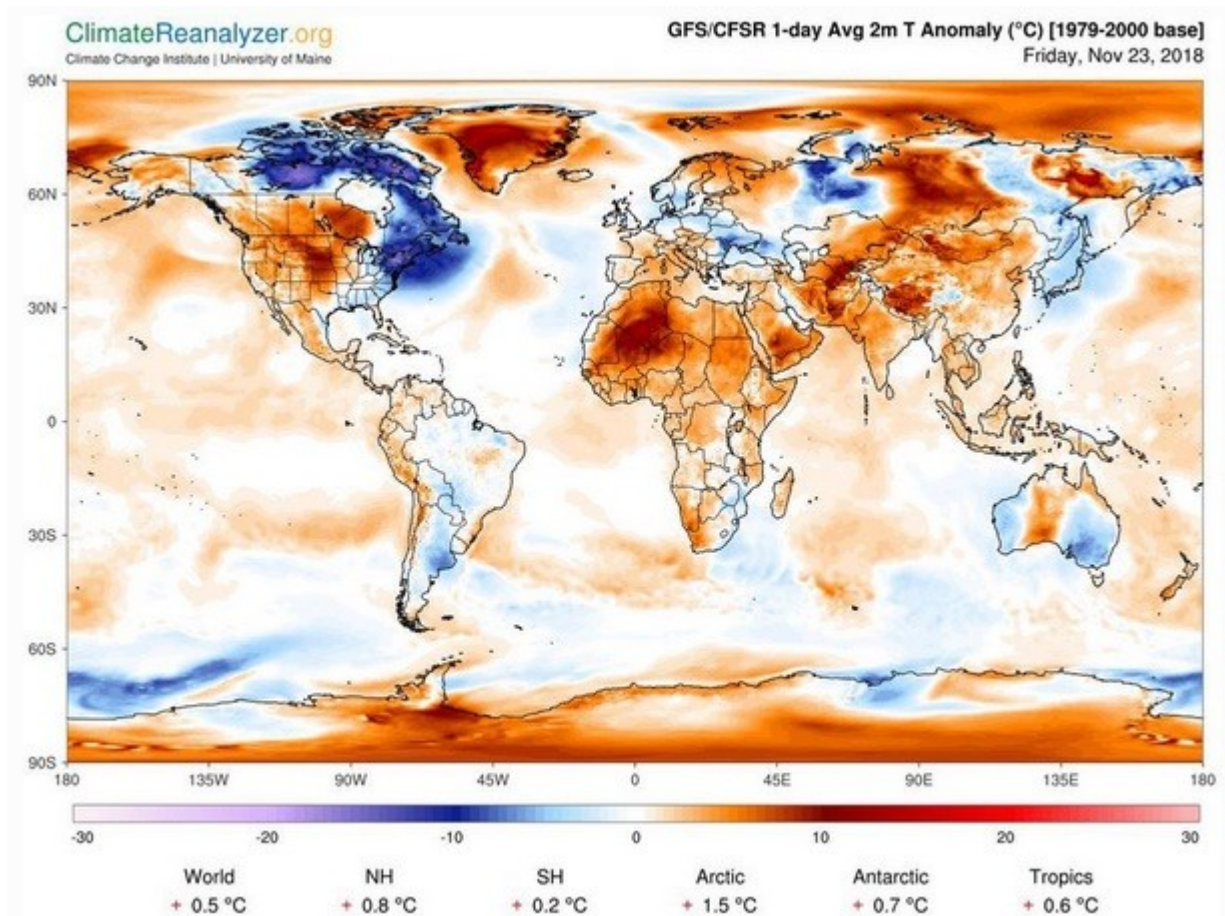 ClimateReanalyzer.org
Climate Change Institute | University of Maine
GFS/CFSR 1-day Avg 2m T Anomaly (°C) [1979-2000 base]
Friday, Nov 23, 2018
90N
60N
30N
0
30S
60S
90S
180 135W 90W 45W 0 45E 90E 135E 180
-30 -20 -10 0 10 20 30
World NH SH Arctic Antarctic Tropics
+ 0.5 °C + 0.8 °C + 0.2 °C + 1.5 °C + 0.7 °C + 0.6 °C